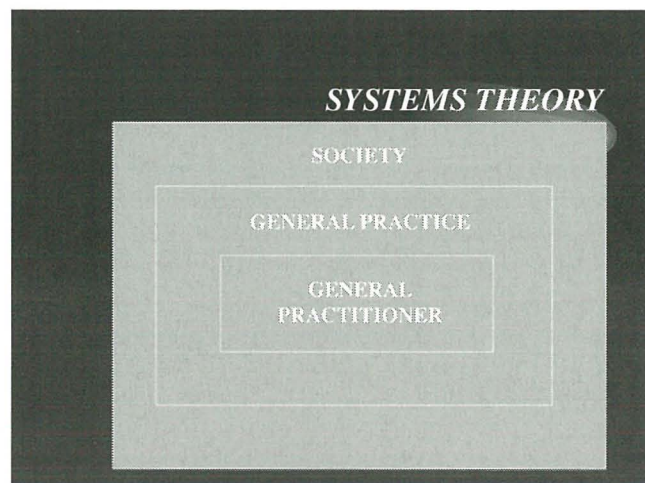 SYSTEMS THEORY
SOCIETY
GENERAL PRACTICE
GENERAL
PRACTITIONER